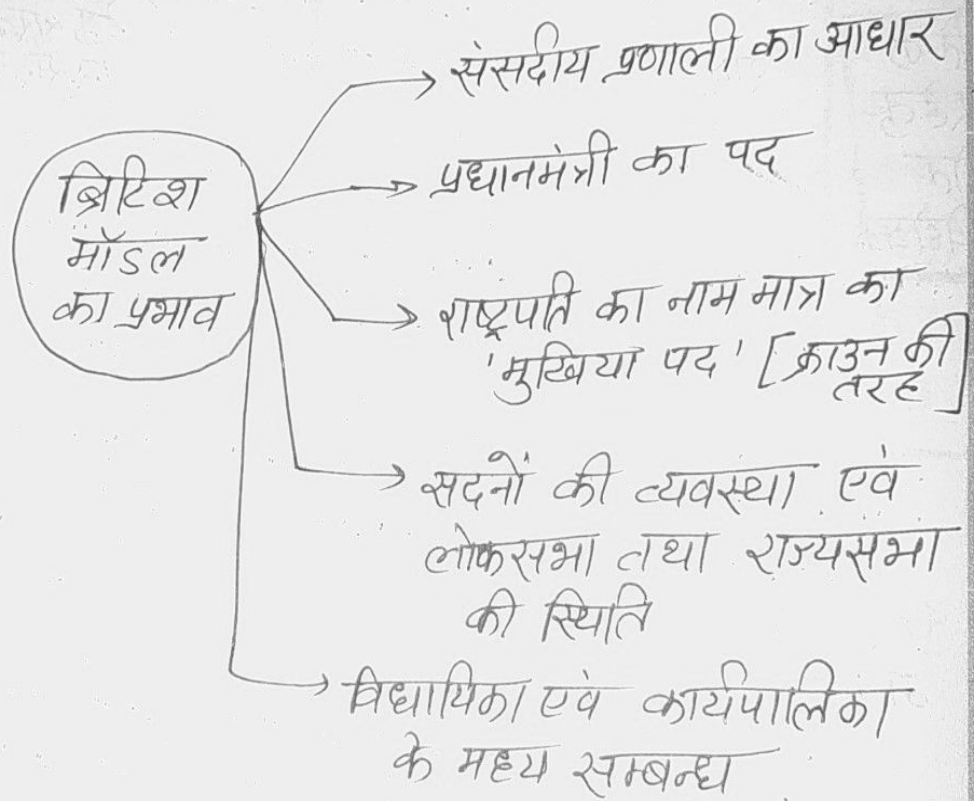 ब्रिटिश
मॉडल
का प्रभाव
संसदीय प्रणाली का आधार
प्रधानमंत्री का पद
राष्ट्रपति का नाम मात्र का
'मुखिया पद' [क्राउन की
तरह]
सदनों की व्यवस्था एवं
लोकसभा तथा राज्यसभा
की स्थिति
विधायिका एवं कार्यपालिका
के मध्य सम्बन्ध